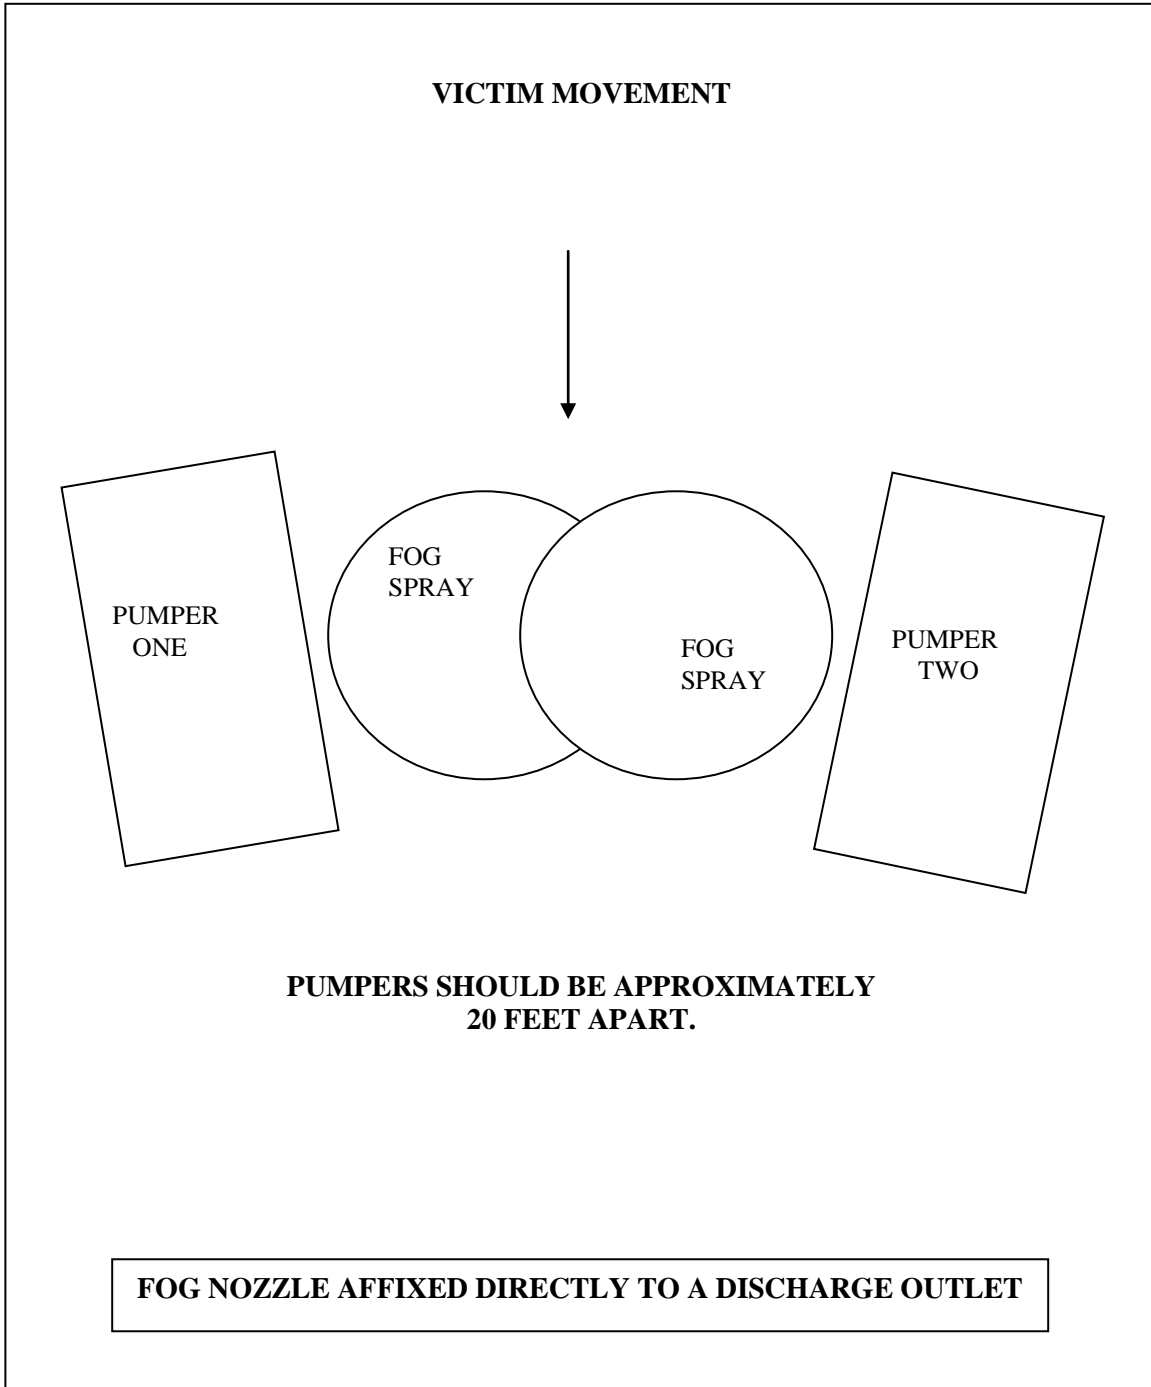 VICTIM MOVEMENT
FOG
SPRAY
PUMPER
ONE
FOG
SPRAY
PUMPER
TWO
PUMPERS SHOULD BE APPROXIMATELY
20 FEET APART.
FOG NOZZLE AFFIXED DIRECTLY TO A DISCHARGE OUTLET